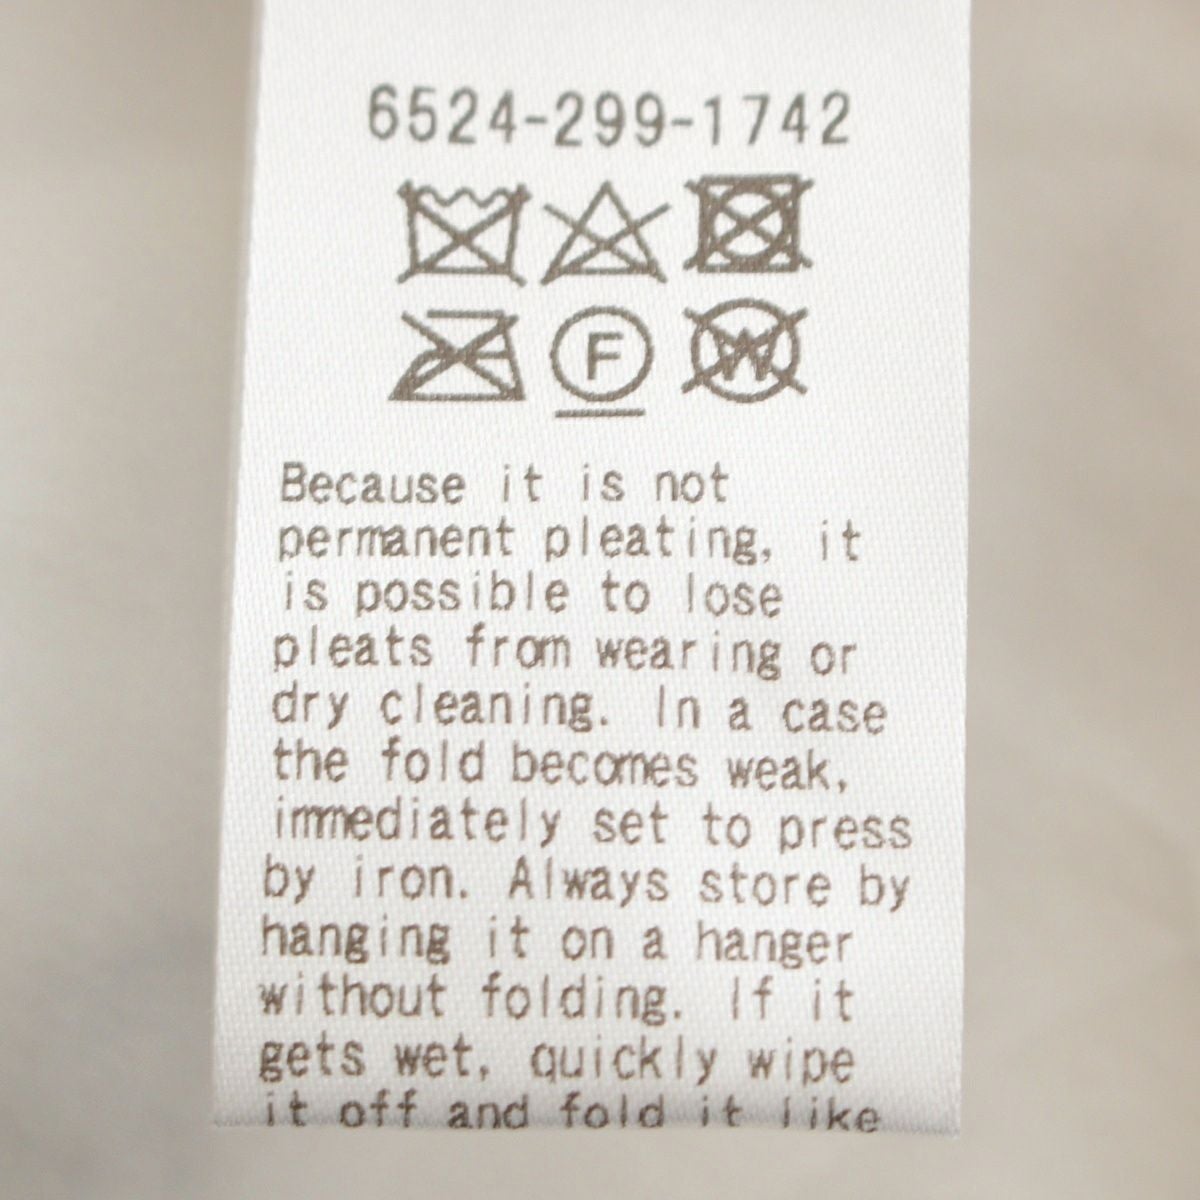 6524-299-1742
F W
Because it is not
permanent pleating, it
is possible to lose
pleats from wearing or
dry cleaning. In a case
the fold becomes weak,
immediately set to press
by iron. Always store by
hanging it on a hanger
without folding. If it
gets wet, quickly wipe
it off and fold it like